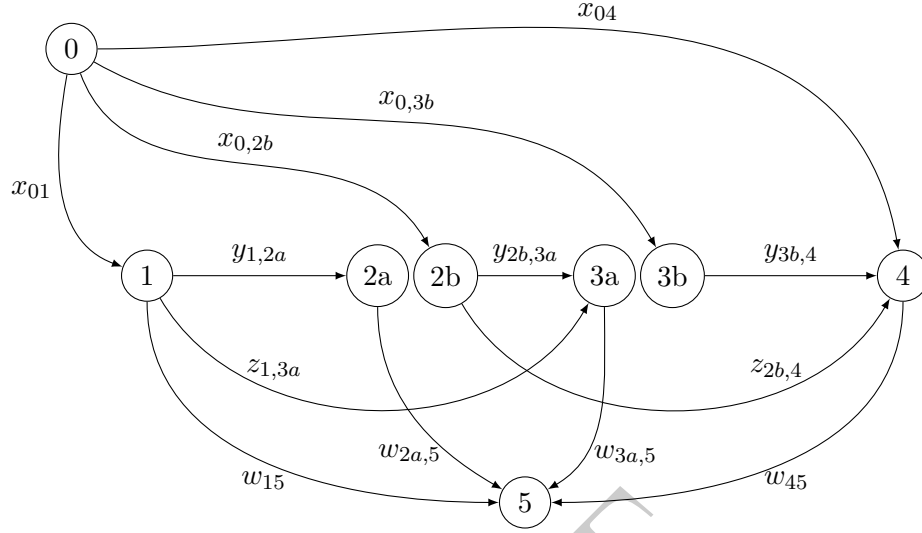 x04
0
x0,3b
x0,2b
x01
y1,2a
y2b,3a
y3b,4
1
2a
2b
3a
3b
4
z1,3a
z2b,4
w2a,5
w3a,5
w15
w45
5